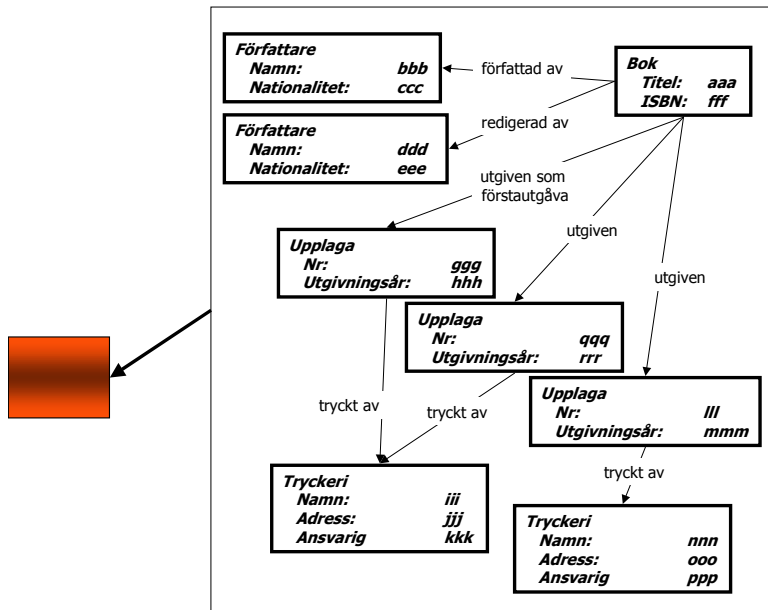 Författare
Namn: bbb
Nationalitet: ccc
författad av
Bok
Titel: aaa
ISBN: fff
Författare
Namn: ddd
Nationalitet: eee
redigerad av
utgiven som
förstautgåva
utgiven
utgiven
Upplaga
Nr: ggg
Utgivningsår: hhh
Upplaga
Nr: qqq
Utgivningsår: rrr
Upplaga
Nr: lll
Utgivningsår: mmm
tryckt av
tryckt av
tryckt av
Tryckeri
Namn: iii
Adress: jjj
Ansvarig kkk
Tryckeri
Namn: nnn
Adress: ooo
Ansvarig ppp